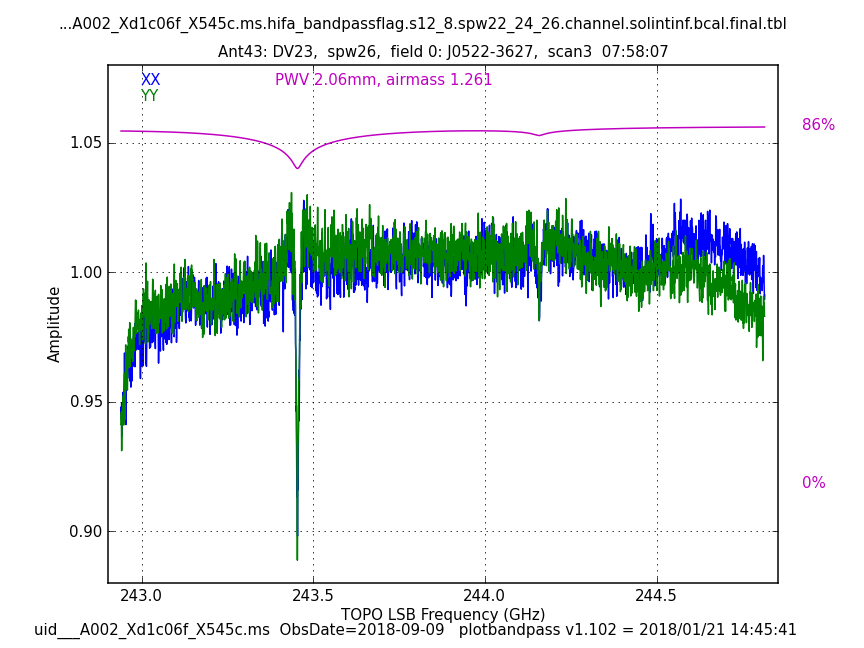 ...A002_Xd1c06f_X545c.ms.hifa_bandpassflag.s12_8.spw22_24_26.channel.solintinf.bcal.final.tbl
Ant43: DV23, spw26, field 0: J0522-3627, scan3 07:58:07
XX PWV 2.06mm, airmass 1.261
YY
86%
1.05
1.00
0.95
0.90
Amplitude
0%
243.0 243.5 244.0 244.5
TOPO LSB Frequency (GHz)
uid___A002_Xd1c06f_X545c.ms ObsDate=2018-09-09 plotbandpass v1.102 = 2018/01/21 14:45:41